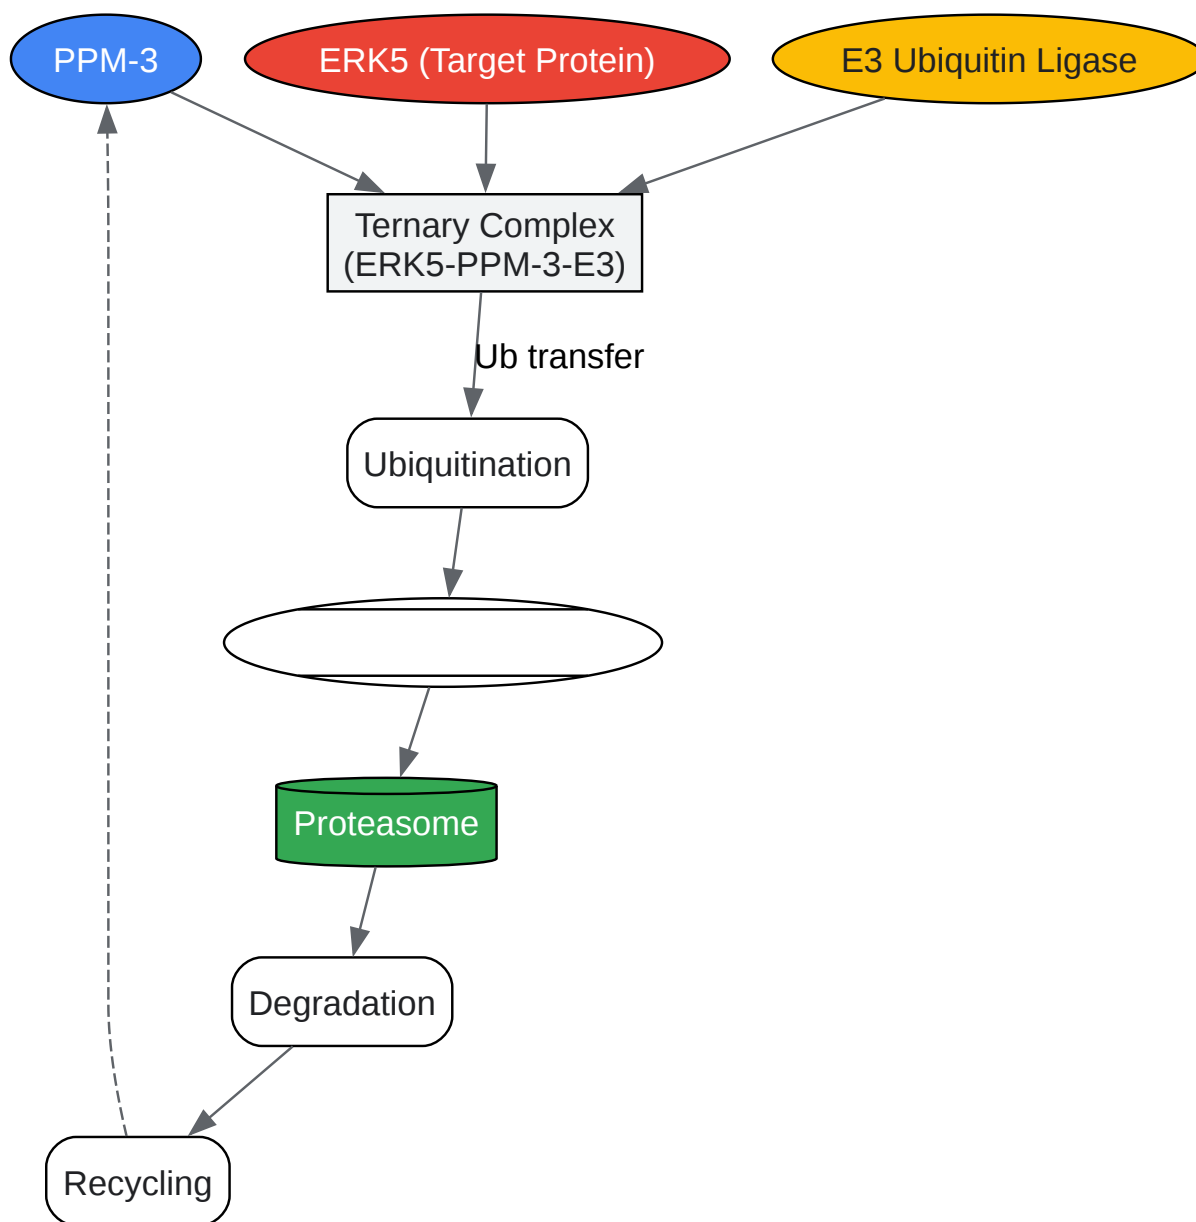 PPM-3
ERK5 (Target Protein)
E3 Ubiquitin Ligase
Ternary Complex
(ERK5-PPM-3-E3)
Ub transfer
Ubiquitination
Proteasome
Degradation
Recycling